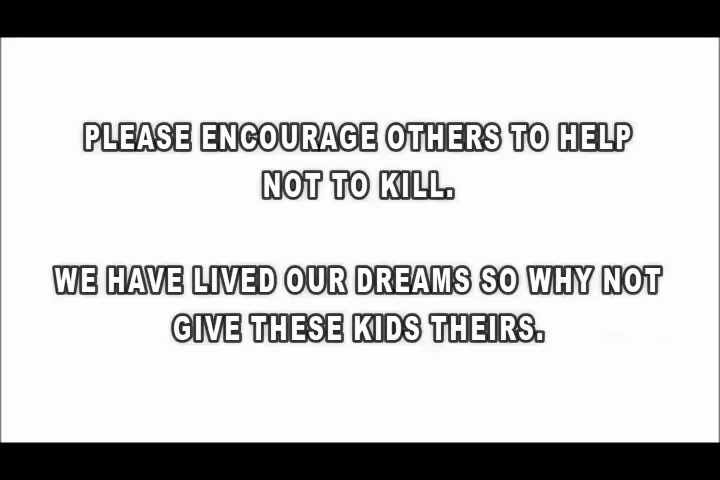 PLEASE ENCOURAGE OTHERS TO HELP
NOT TO KILL.
WE HAVE LIVED OUR DREAMS SO WHY NOT
GIVE THESE KIDS THEIRS.